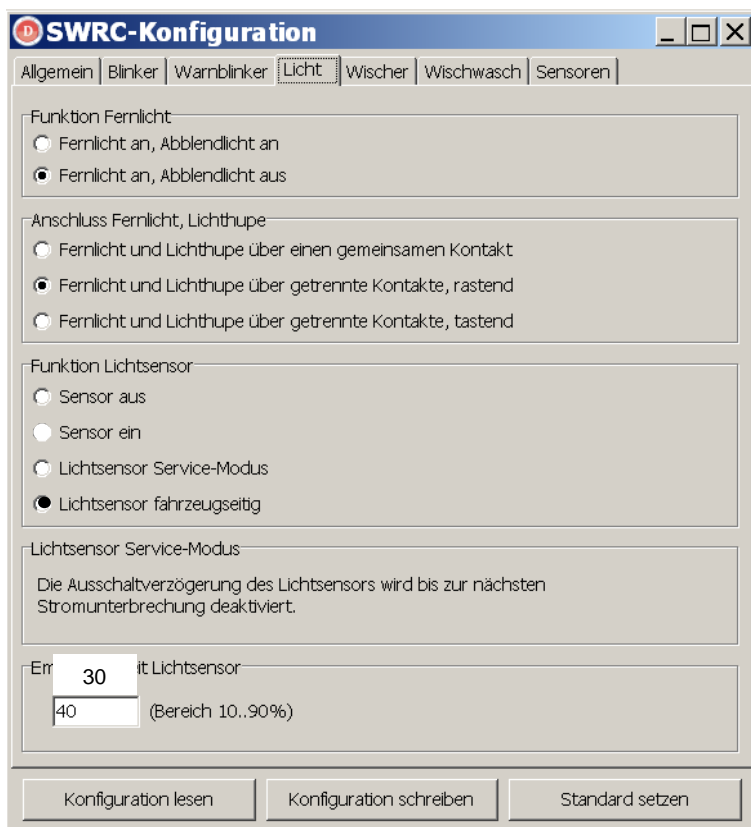 SWRC-Konfiguration
Allgemein Blinker Warnblinker Licht Wischer Wischwasch Sensoren
Funktion Fernlicht
Fernlicht an, Abblendlicht an
Fernlicht an, Abblendlicht aus
Anschluss Fernlicht, Lichthupe
Fernlicht und Lichthupe über einen gemeinsamen Kontakt
Fernlicht und Lichthupe über getrennte Kontakte, rastend
Fernlicht und Lichthupe über getrennte Kontakte, tastend
Funktion Lichtsensor
Sensor aus
Sensor ein
Lichtsensor Service-Modus
Lichtsensor fahrzeugseitig
Lichtsensor Service-Modus
Die Ausschaltverzögerung des Lichtsensors wird bis zur nächsten
Stromunterbrechung deaktiviert.
Lichtsensor
30
40 (Bereich 10..90%)
Konfiguration lesen Konfiguration schreiben Standard setzen